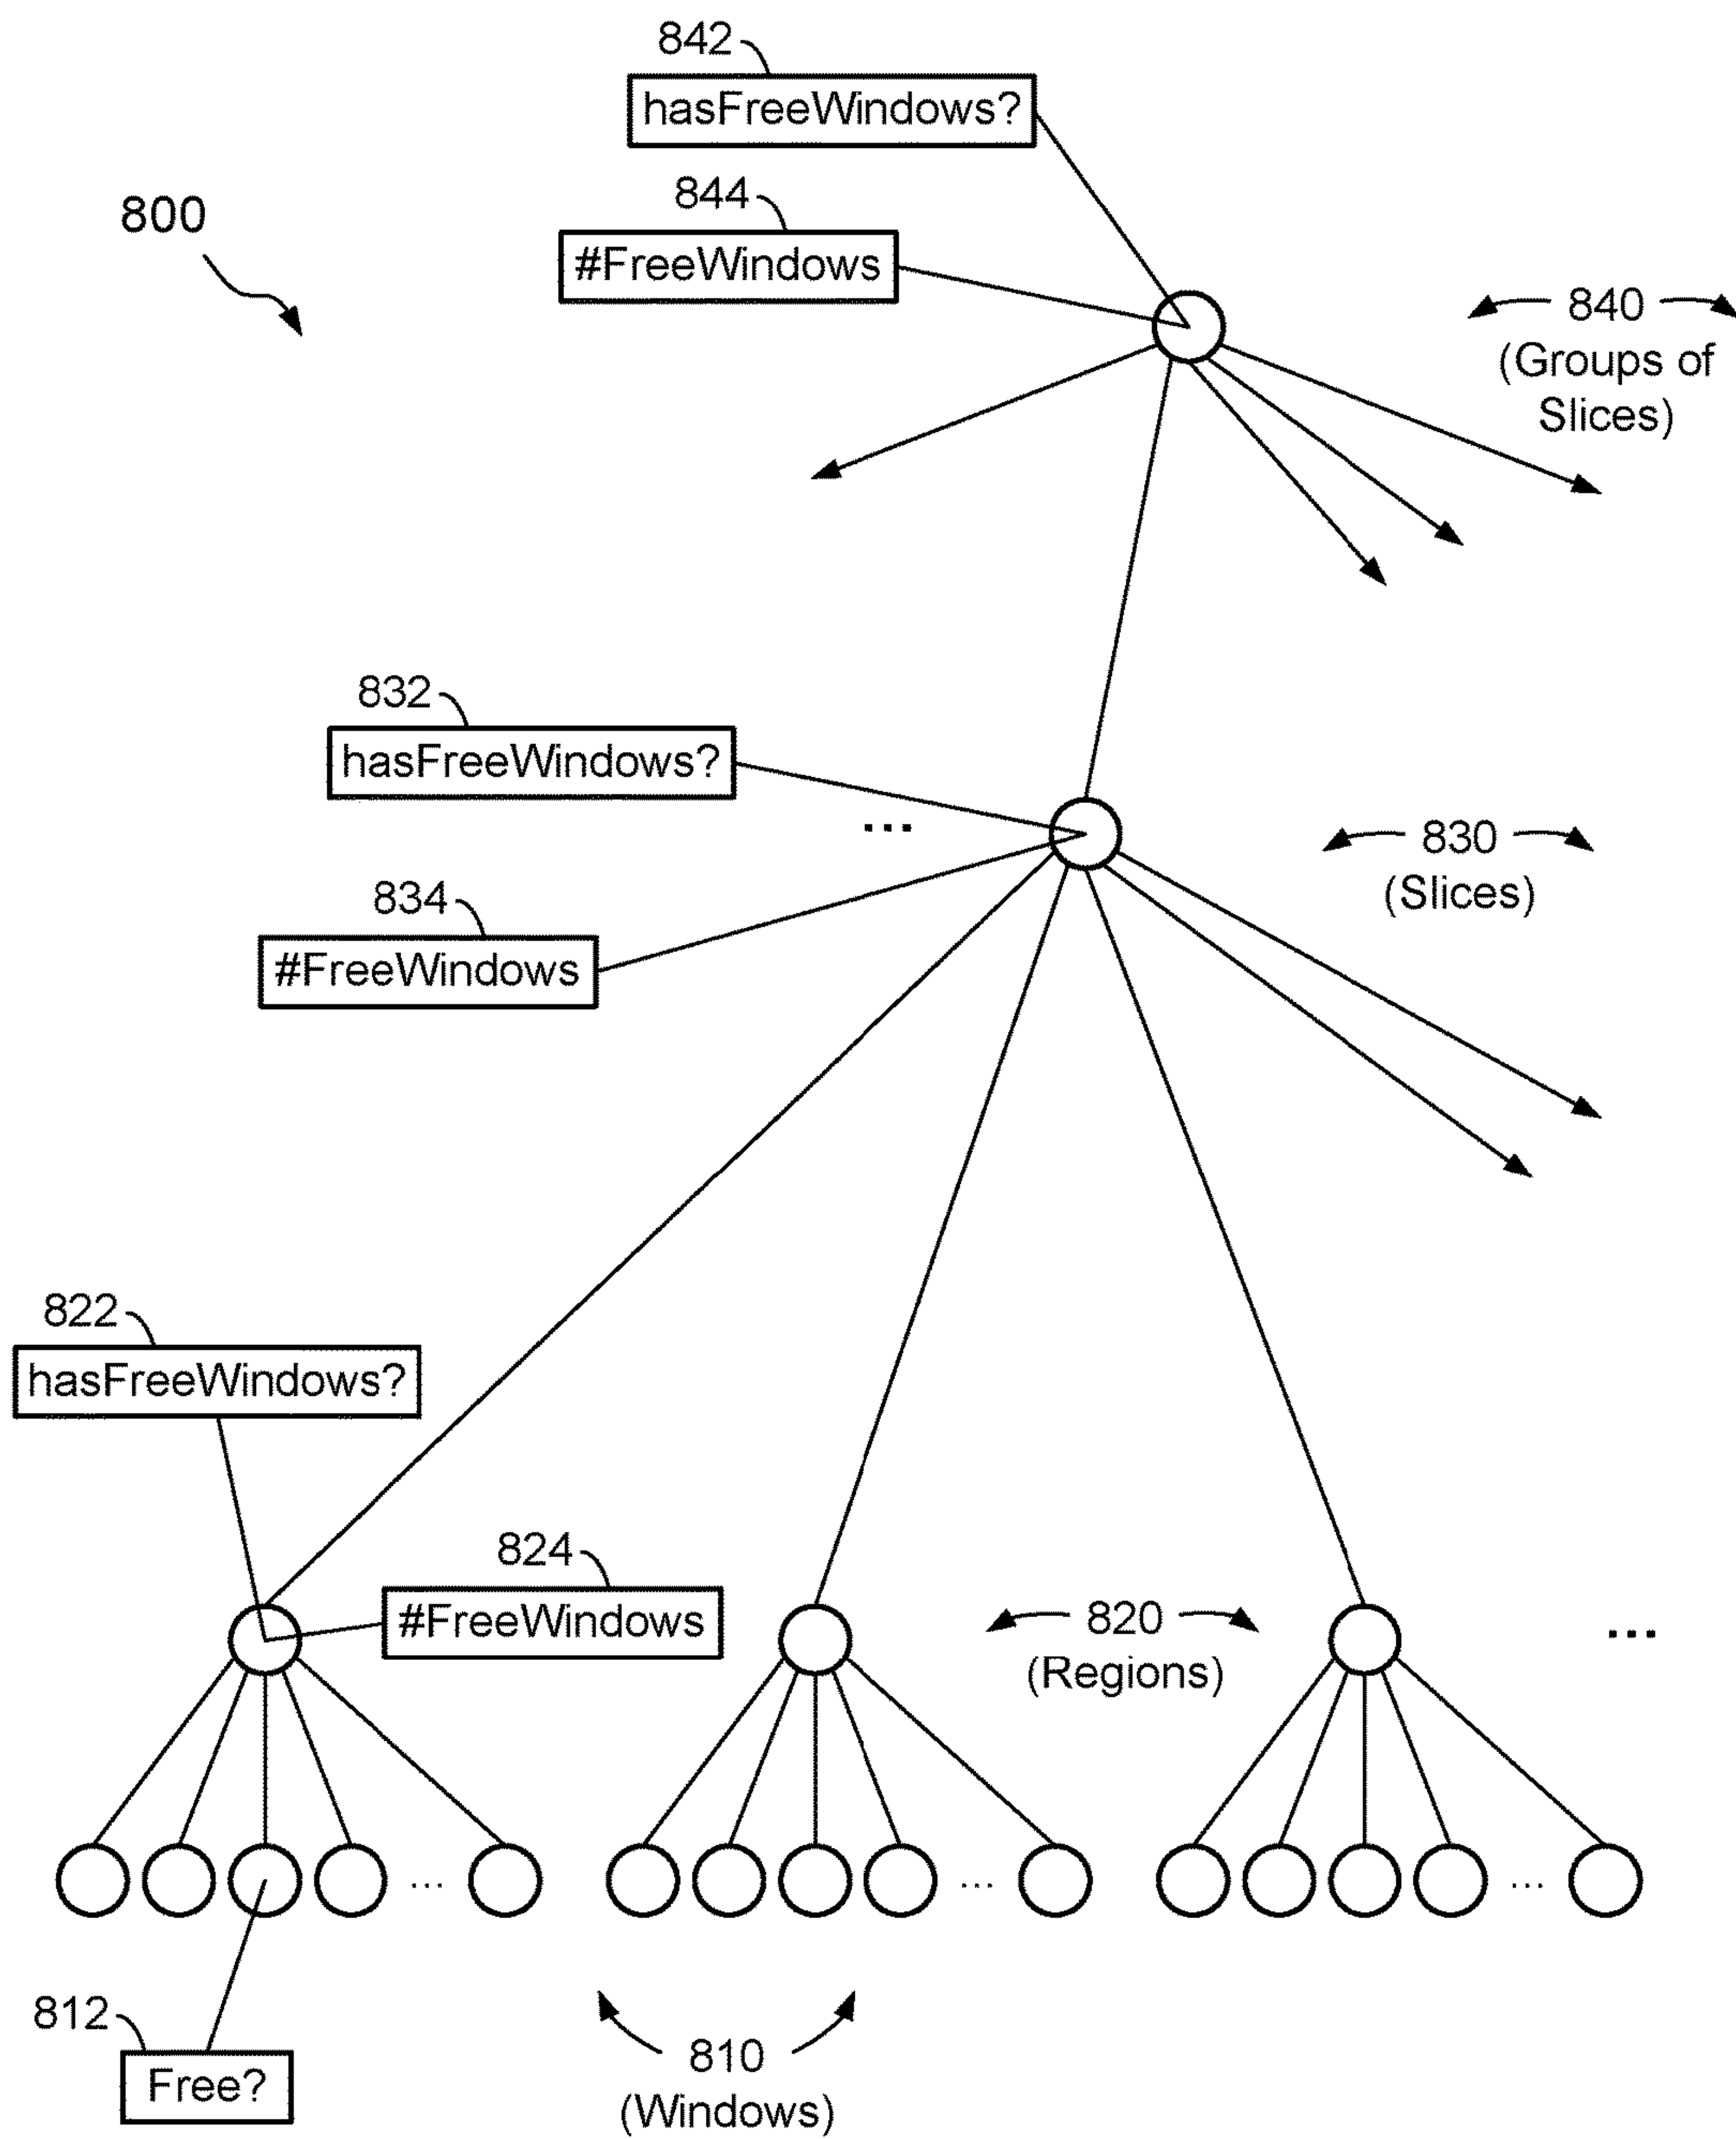 842
hasFreeWindows?
844
#FreeWindows
800
840
(Groups of
Slices)
832
hasFreeWindows?
...
830
(Slices)
834
#FreeWindows
822
hasFreeWindows?
824
#FreeWindows
820
(Regions)
...
... ... ...
812
Free?
810
(Windows)